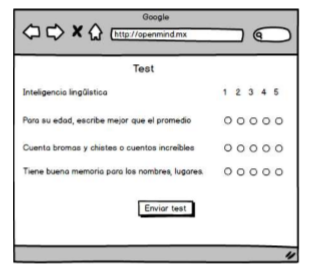 Google
http://openmind.mx
Test
Inteligencia lingüística 1 2 3 4 5
Para su edad, escribe mejor que el promedio
Cuenta bromas y chistes o cuentos increíbles
Tiene buena memoria para los nombres, lugares.
Enviar test